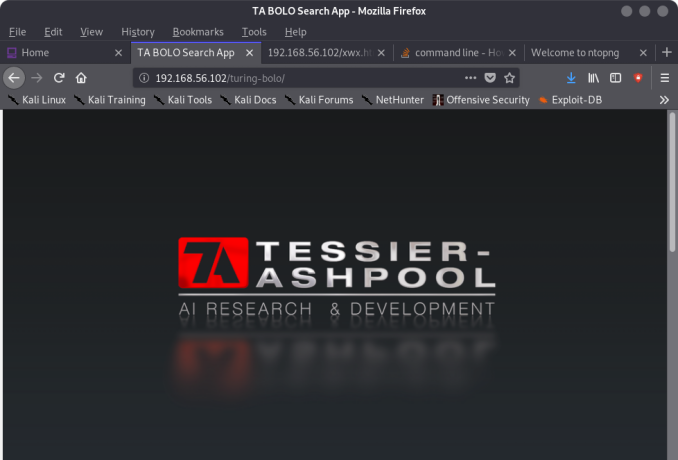 TA BOLO Search App - Mozilla Firefox
File Edit View History Bookmarks Tools Help
Home TA BOLO Search App 192.168.56.102/xwx.h command line - Ho Welcome to ntopng
192.168.56.102/turing-bolo/
Kali Linux Kali Training Kali Tools Kali Docs Kali Forums NetHunter Offensive Security Exploit-DB
TA TESSIER-
ASHPOOL
AI RESEARCH & DEVELOPMENT